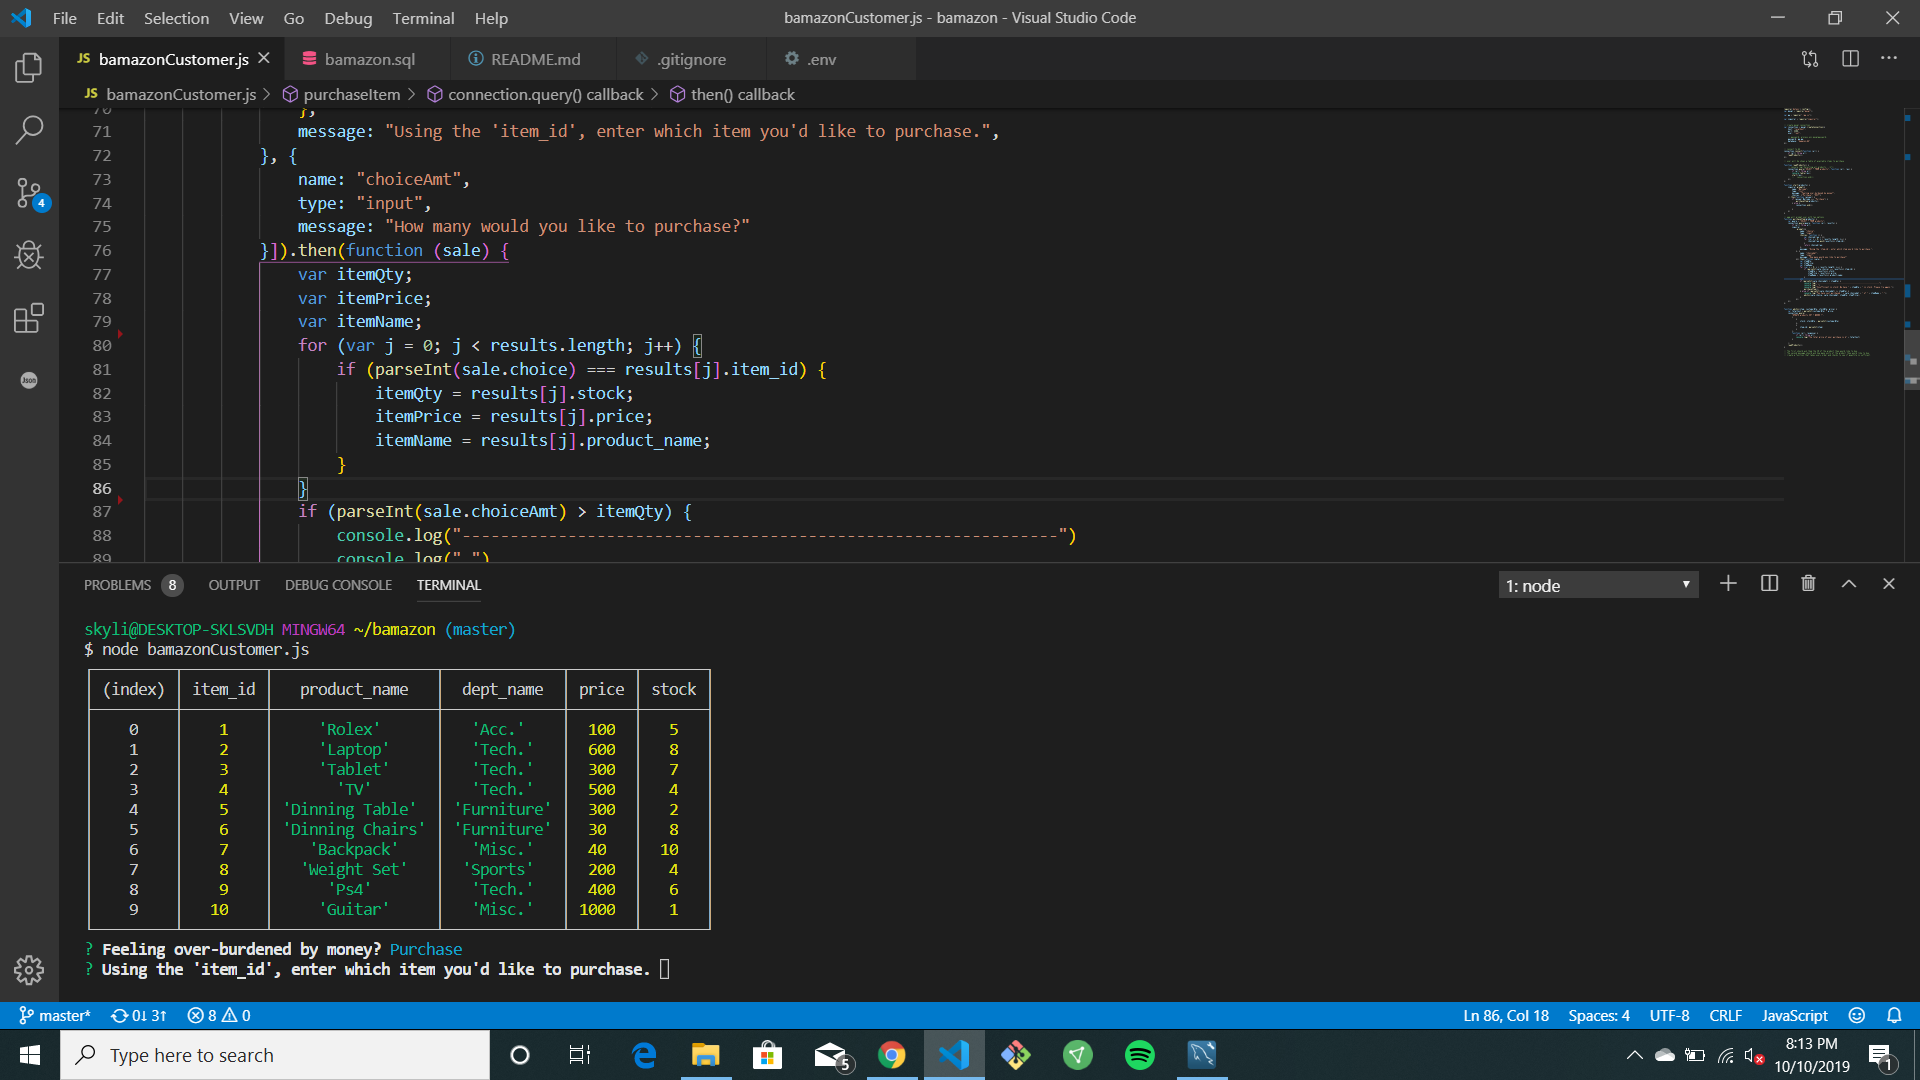 File Edit Selection View Go Debug Terminal Help
bamazonCustomer.js - bamazon - Visual Studio Code
JS bamazonCustomer.js
bamazon.sql
README.md
.gitignore
.env
JS bamazonCustomer.js > purchaseItem > connection.query() callback > then() callback
70 },
71 message: "Using the 'item_id', enter which item you'd like to purchase.",
72 }, {
73 name: "choiceAmt",
74 type: "input",
75 message: "How many would you like to purchase?"
76 }]).then(function (sale) {
77 var itemQty;
78 var itemPrice;
79 var itemName;
80 for (var j = 0; j < results.length; j++) {
81 if (parseInt(sale.choice) === results[j].item_id) {
82 itemQty = results[j].stock;
83 itemPrice = results[j].price;
84 itemName = results[j].product_name;
85 }
86 }
87 if (parseInt(sale.choiceAmt) > itemQty) {
88 console.log("--------------------------------------------------------------")
89 console.log(" ")
4
Json
PROBLEMS 8 OUTPUT DEBUG CONSOLE TERMINAL
1: node
skyli@DESKTOP-SKLSVDH MINGW64 ~/bamazon (master)
$ node bamazonCustomer.js
(index) item_id product_name dept_name price stock
0 1 'Rolex' 'Acc.' 100 5
1 2 'Laptop' 'Tech.' 600 8
2 3 'Tablet' 'Tech.' 300 7
3 4 'TV' 'Tech.' 500 4
4 5 'Dinning Table' 'Furniture' 300 2
5 6 'Dinning Chairs' 'Furniture' 30 8
6 7 'Backpack' 'Misc.' 40 10
7 8 'Weight Set' 'Sports' 200 4
8 9 'Ps4' 'Tech.' 400 6
9 10 'Guitar' 'Misc.' 1000 1
? Feeling over-burdened by money? Purchase
? Using the 'item_id', enter which item you'd like to purchase.
master* 0↓ 3↑ 8 0
Ln 86, Col 18 Spaces: 4 UTF-8 CRLF JavaScript
Type here to search
5
8:13 PM
10/10/2019
1